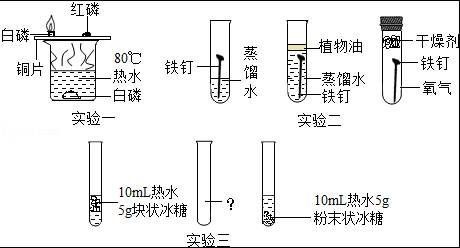 红磷
白磷
铜片
80℃
热水
白磷
实验一
铁钉
蒸馏
水
植物油
蒸馏水
铁钉
干燥剂
铁钉
氧气
实验二
10mL热水
5g块状冰糖
?
10mL热水5g
粉末状冰糖
实验三